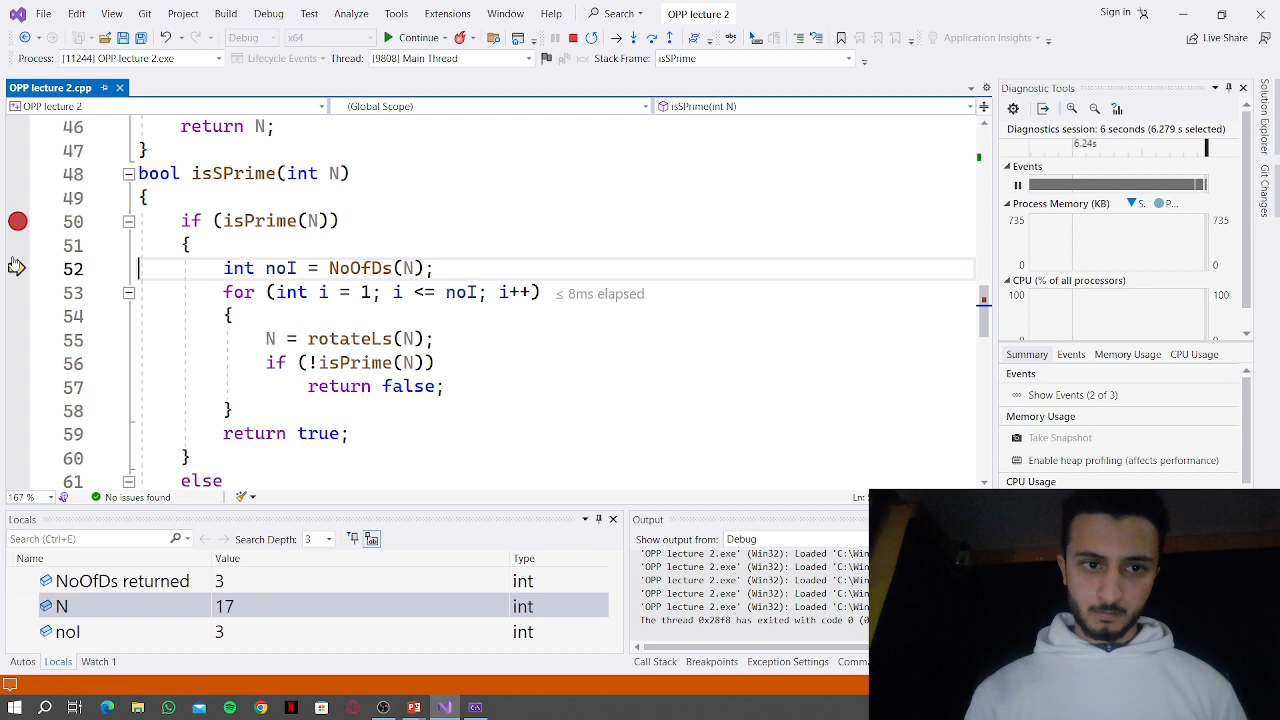 File Edit View Git Project Build Debug Test Analyze Tools Extensions Window Help Search OPP lecture 2 Sign in
Debug x64 Continue Application Insights Live Share
Process: [11244] OPP lecture 2.exe Lifecycle Events Thread: [9808] Main Thread Stack Frame: isSPrime
OPP lecture 2.cpp
OPP lecture 2 (Global Scope) isSPrime(int N)
46 return N;
47 }
48 bool isSPrime(int N)
49 {
50 if (isPrime(N))
51 {
52 int noI = NoOfDs(N);
53 for (int i = 1; i <= noI; i++) ≤ 8ms elapsed
54 {
55 N = rotateLs(N);
56 if (!isPrime(N))
57 return false;
58 }
59 return true;
60 }
61 else
167 % No issues found Ln:
Diagnostic Tools
Diagnostics session: 6 seconds (6.279 s selected)
6.24s
Events
Process Memory (KB) S. P...
735 735
0 0
CPU (% of all processors)
100 100
0 0
Summary Events Memory Usage CPU Usage
Events
Show Events (2 of 3)
Memory Usage
Take Snapshot
Enable heap profiling (affects performance)
CPU Usage
Solution Explorer
Git Changes
Locals
Search (Ctrl+E) Search Depth: 3
Name Value Type
NoOfDs returned 3 int
N 17 int
noI 3 int
Autos Locals Watch 1
Output
Show output from: Debug
'OPP lecture 2.exe' (Win32): Loaded 'C:\Win
'OPP lecture 2.exe' (Win32): Loaded 'C:\Win
'OPP lecture 2.exe' (Win32): Loaded 'C:\Win
'OPP lecture 2.exe' (Win32): Loaded 'C:\Win
'OPP lecture 2.exe' (Win32): Loaded 'C:\Win
The thread 0x28f8 has exited with code 0 (0
Call Stack Breakpoints Exception Settings Comma